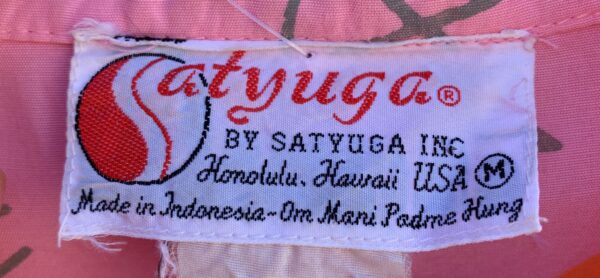 Satyuga®
BY SATYUGA INC
Honolulu. Hawaii USA M
Made in Indonesia - Om Mani Padme Hung